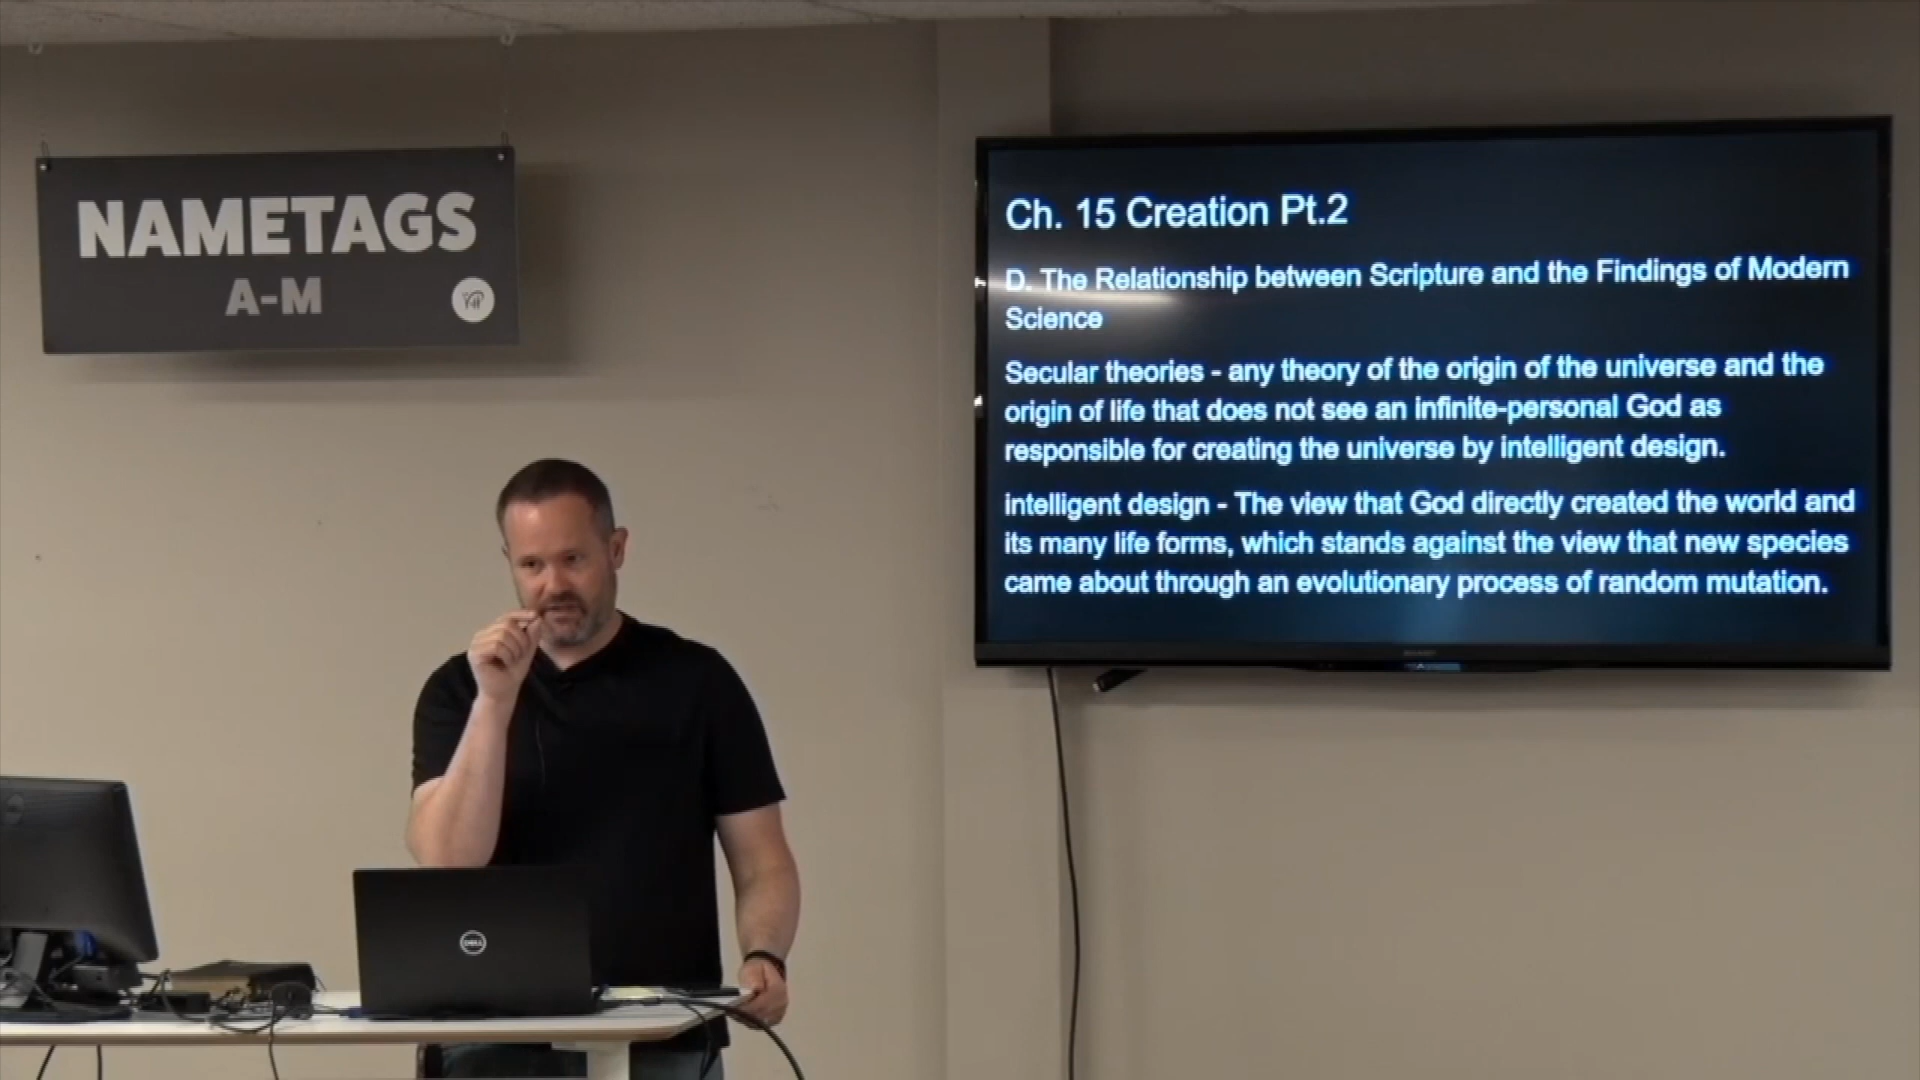 NAMETAGS
A-M
Ch. 15 Creation Pt.2
D. The Relationship between Scripture and the Findings of Modern
Science
Secular theories - any theory of the origin of the universe and the
origin of life that does not see an infinite-personal God as
responsible for creating the universe by intelligent design.
intelligent design - The view that God directly created the world and
its many life forms, which stands against the view that new species
came about through an evolutionary process of random mutation.
DELL